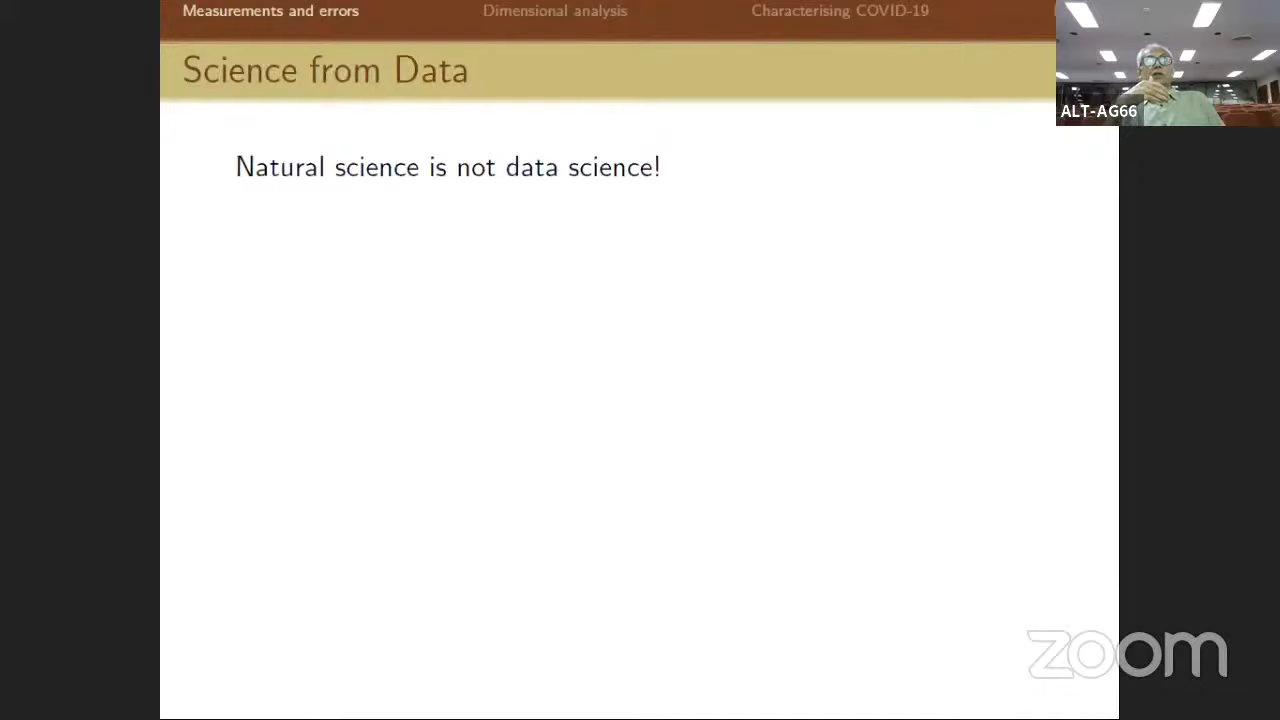 Measurements and errors
Dimensional analysis
Characterising COVID-19
Science from Data
ALT-AG66
Natural science is not data science!
zoom